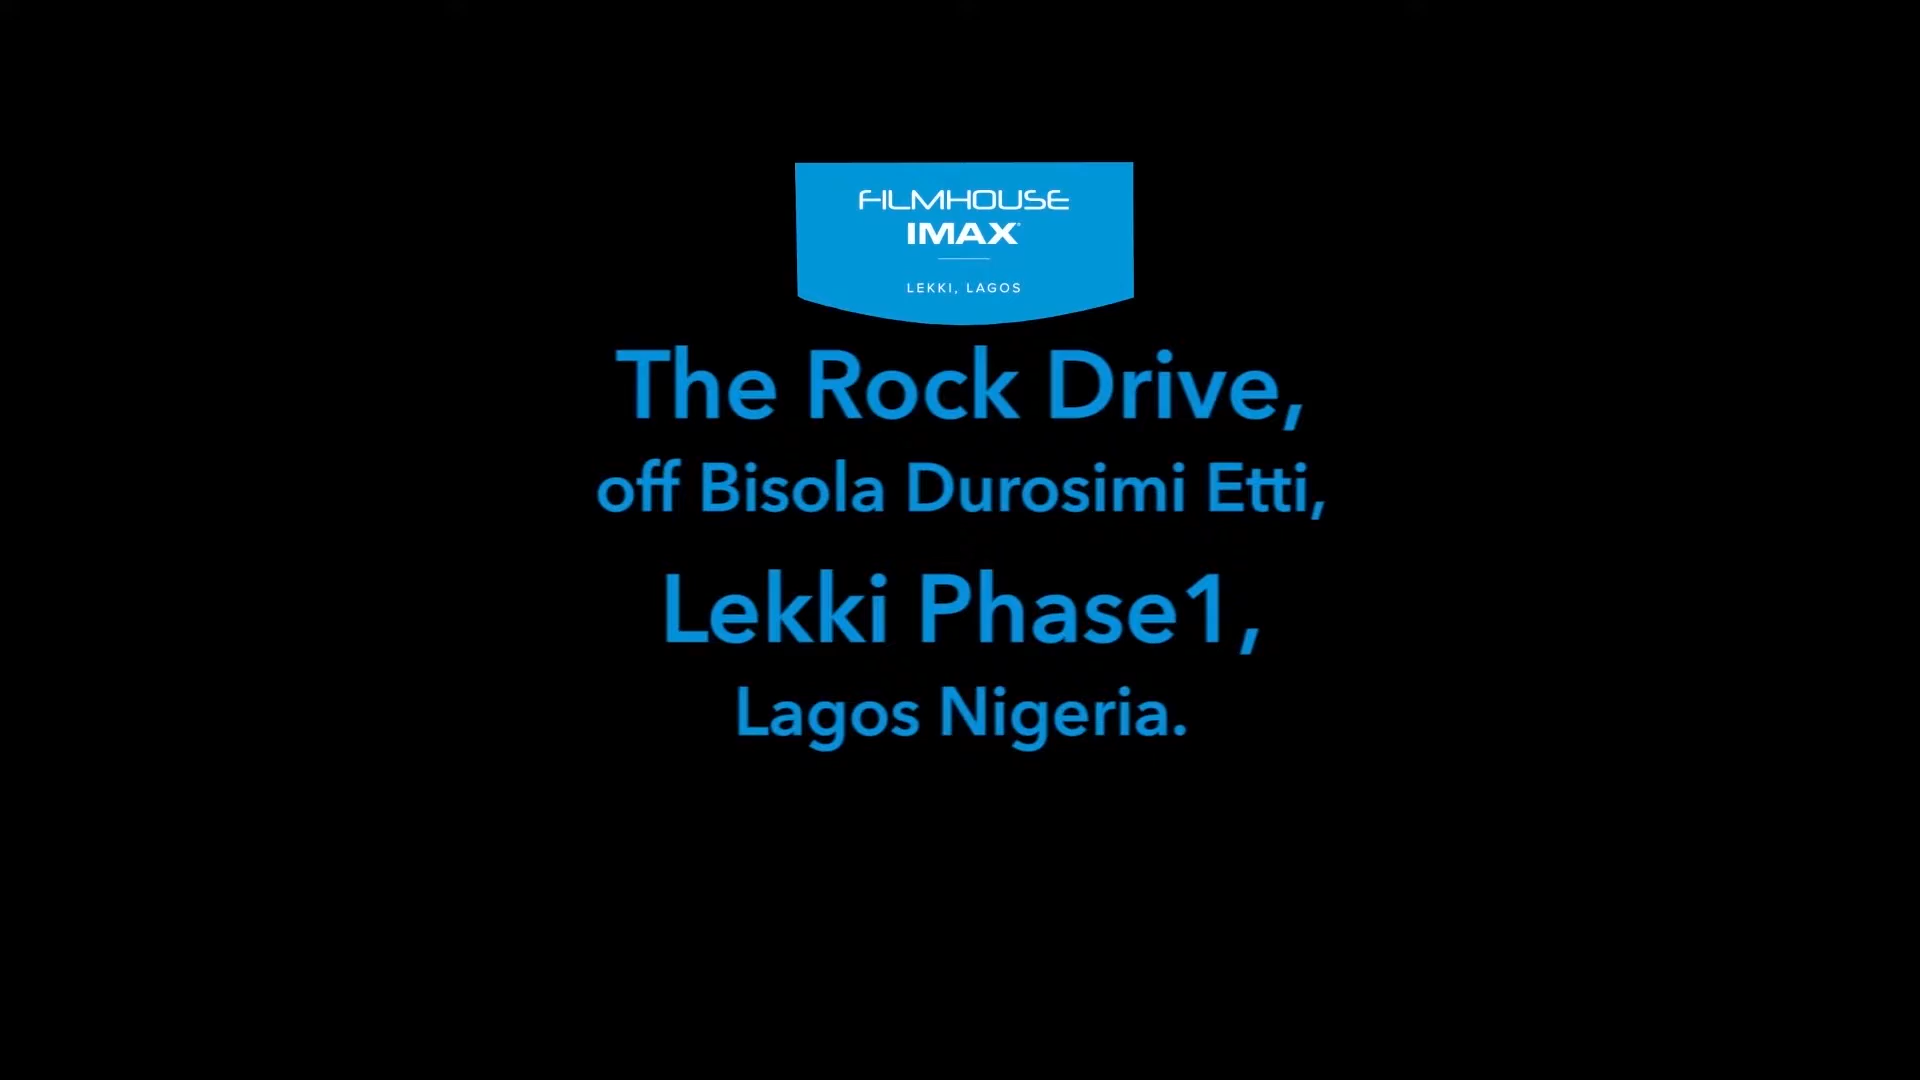 FILMHOUSE
IMAX
LEKKI, LAGOS
The Rock Drive,
off Bisola Durosimi Etti,
Lekki Phase1,
Lagos Nigeria.